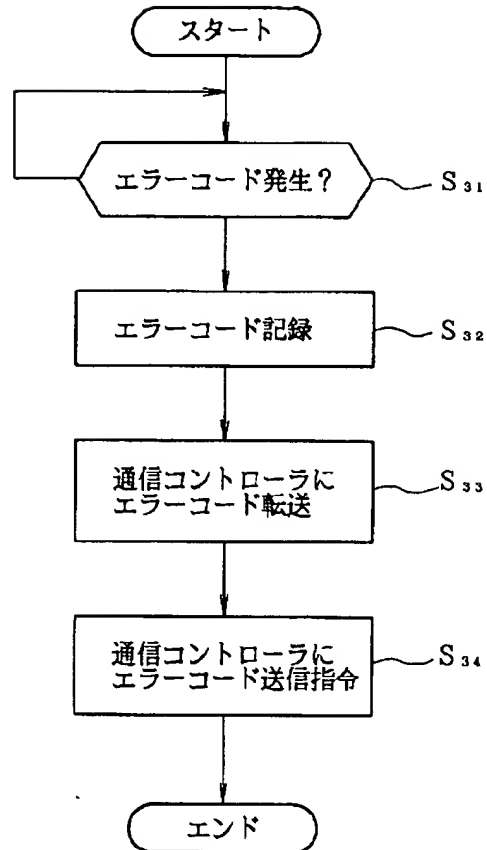 スタート
エラーコード発生？
S₃₁
エラーコード記録
S₃₂
通信コントローラに
エラーコード転送
S₃₃
通信コントローラに
エラーコード送信指令
S₃₄
エンド